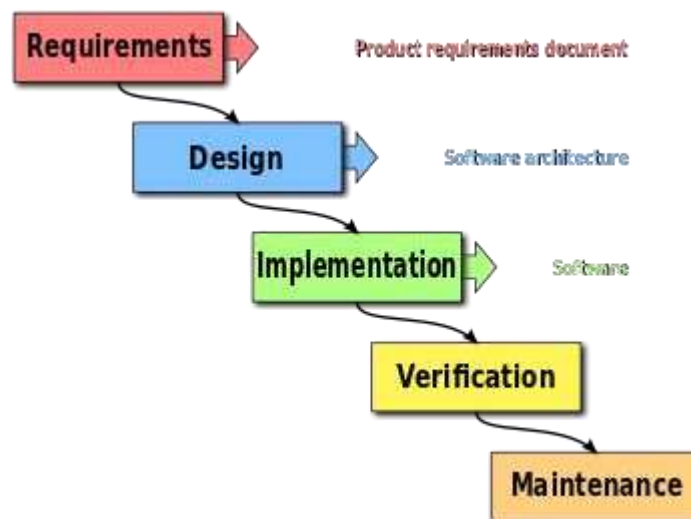 Requirements
Product requirements document
Design
Software architecture
Implementation
Software
Verification
Maintenance